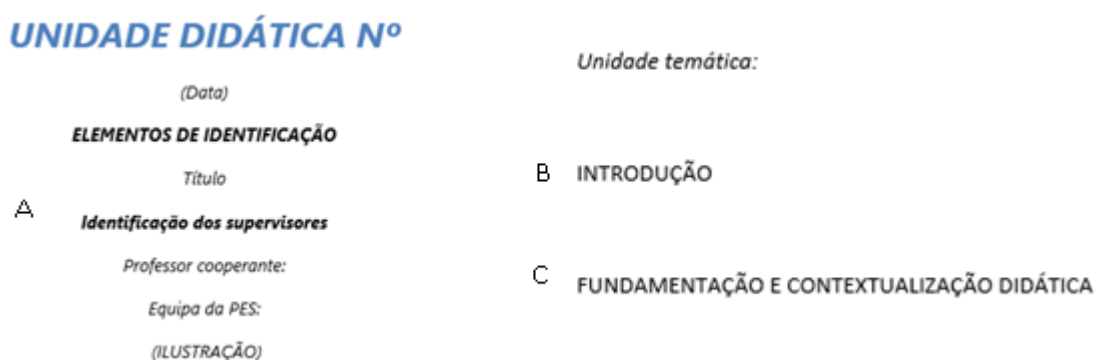 UNIDADE DIDÁTICA Nº
(Data)
ELEMENTOS DE IDENTIFICAÇÃO
Título
A
Identificação dos supervisores
Professor cooperante:
Equipa da PES:
(ILUSTRAÇÃO)
Unidade temática:
B INTRODUÇÃO
C FUNDAMENTAÇÃO E CONTEXTUALIZAÇÃO DIDÁTICA